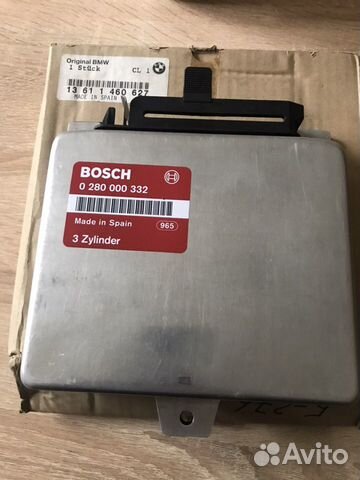 Original BMW
1 Stück CL 1
13 61 1 460 627
MADE IN SPAIN
BOSCH
0 280 000 332
Made in Spain 965
3 Zylinder
Avito